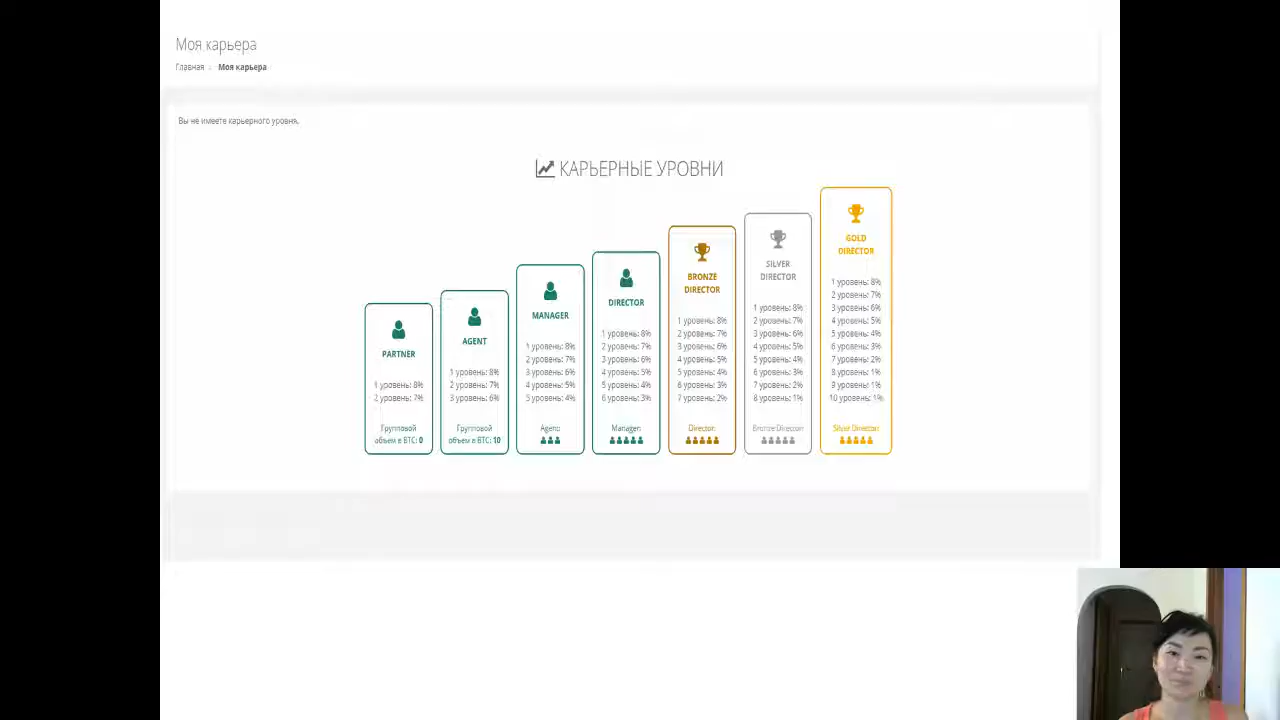 Моя карьера
Главная
Моя карьера
Вы не имеете карьерного уровня.
КАРЬЕРНЫЕ УРОВНИ
PARTNER
1 уровень: 8%
2 уровень: 7%
Групповой
объем в BTC: 0
AGENT
1 уровень: 8%
2 уровень: 7%
3 уровень: 6%
Групповой
объем в BTC: 10
MANAGER
1 уровень: 8%
2 уровень: 7%
3 уровень: 6%
4 уровень: 5%
5 уровень: 4%
Agent:
DIRECTOR
1 уровень: 8%
2 уровень: 7%
3 уровень: 6%
4 уровень: 5%
5 уровень: 4%
6 уровень: 3%
Manager:
BRONZE
DIRECTOR
1 уровень: 8%
2 уровень: 7%
3 уровень: 6%
4 уровень: 5%
5 уровень: 4%
6 уровень: 3%
7 уровень: 2%
Director:
SILVER
DIRECTOR
1 уровень: 8%
2 уровень: 7%
3 уровень: 6%
4 уровень: 5%
5 уровень: 4%
6 уровень: 3%
7 уровень: 2%
8 уровень: 1%
Bronze Director:
GOLD
DIRECTOR
1 уровень: 8%
2 уровень: 7%
3 уровень: 6%
4 уровень: 5%
5 уровень: 4%
6 уровень: 3%
7 уровень: 2%
8 уровень: 1%
9 уровень: 1%
10 уровень: 1%
Silver Director: